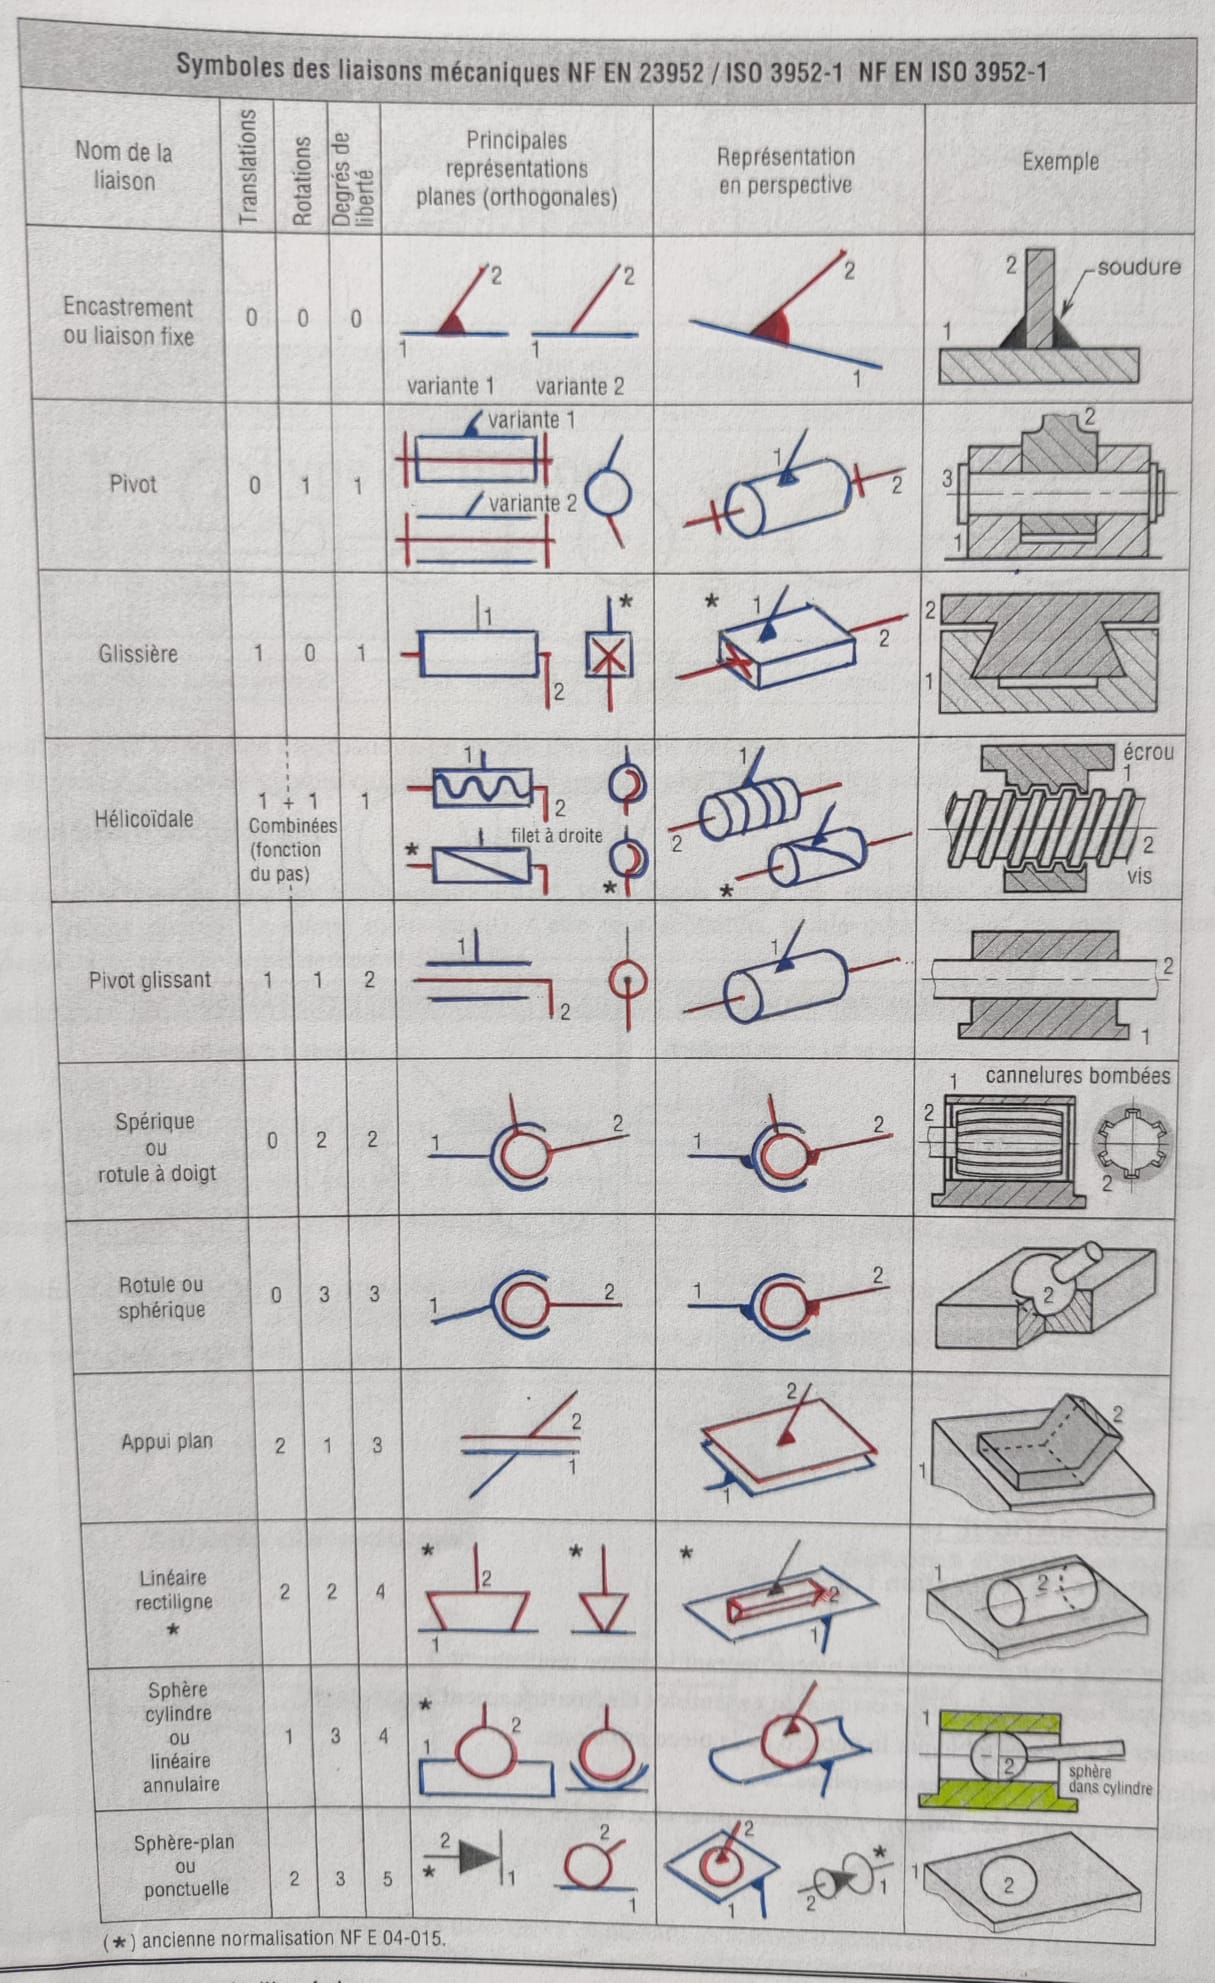 Symboles des liaisons mécaniques NF EN 23952 / ISO 3952-1 NF EN ISO 3952-1
Nom de la
liaison
Translations
Rotations
Degrés de
liberté
Principales
représentations
planes (orthogonales)
Représentation
en perspective
Exemple
Encastrement
ou liaison fixe
0 0 0
2 2
1 1
variante 1 variante 2
2
1
2 soudure
1
Pivot
0 1 1
variante 1
variante 2
1
2
2
3
1
Glissière
1 0 1
1 *
2
* 1
2
2
1
Hélicoïdale
1 + 1
Combinées
(fonction
du pas)
1
1
2
filet à droite
*
*
1
2
*
écrou
1
2
vis
Pivot glissant
1 1 2
1
2
1
2
1
Spérique
ou
rotule à doigt
0 2 2
1 2
1 2
1 cannelures bombées
2
2
Rotule ou
sphérique
0 3 3
1 2
1 2
2
Appui plan
2 1 3
2
1
2
1
2
1
Linéaire
rectiligne
*
2 2 4
* *
2
1
*
2
1
1
2
Sphère
cylindre
ou
linéaire
annulaire
1 3 4
*
1 2
1
2
sphère
dans cylindre
Sphère-plan
ou
ponctuelle
2 3 5
2
*
1
2
1
2
1
*
2 1
1
2
(*) ancienne normalisation NF E 04-015.